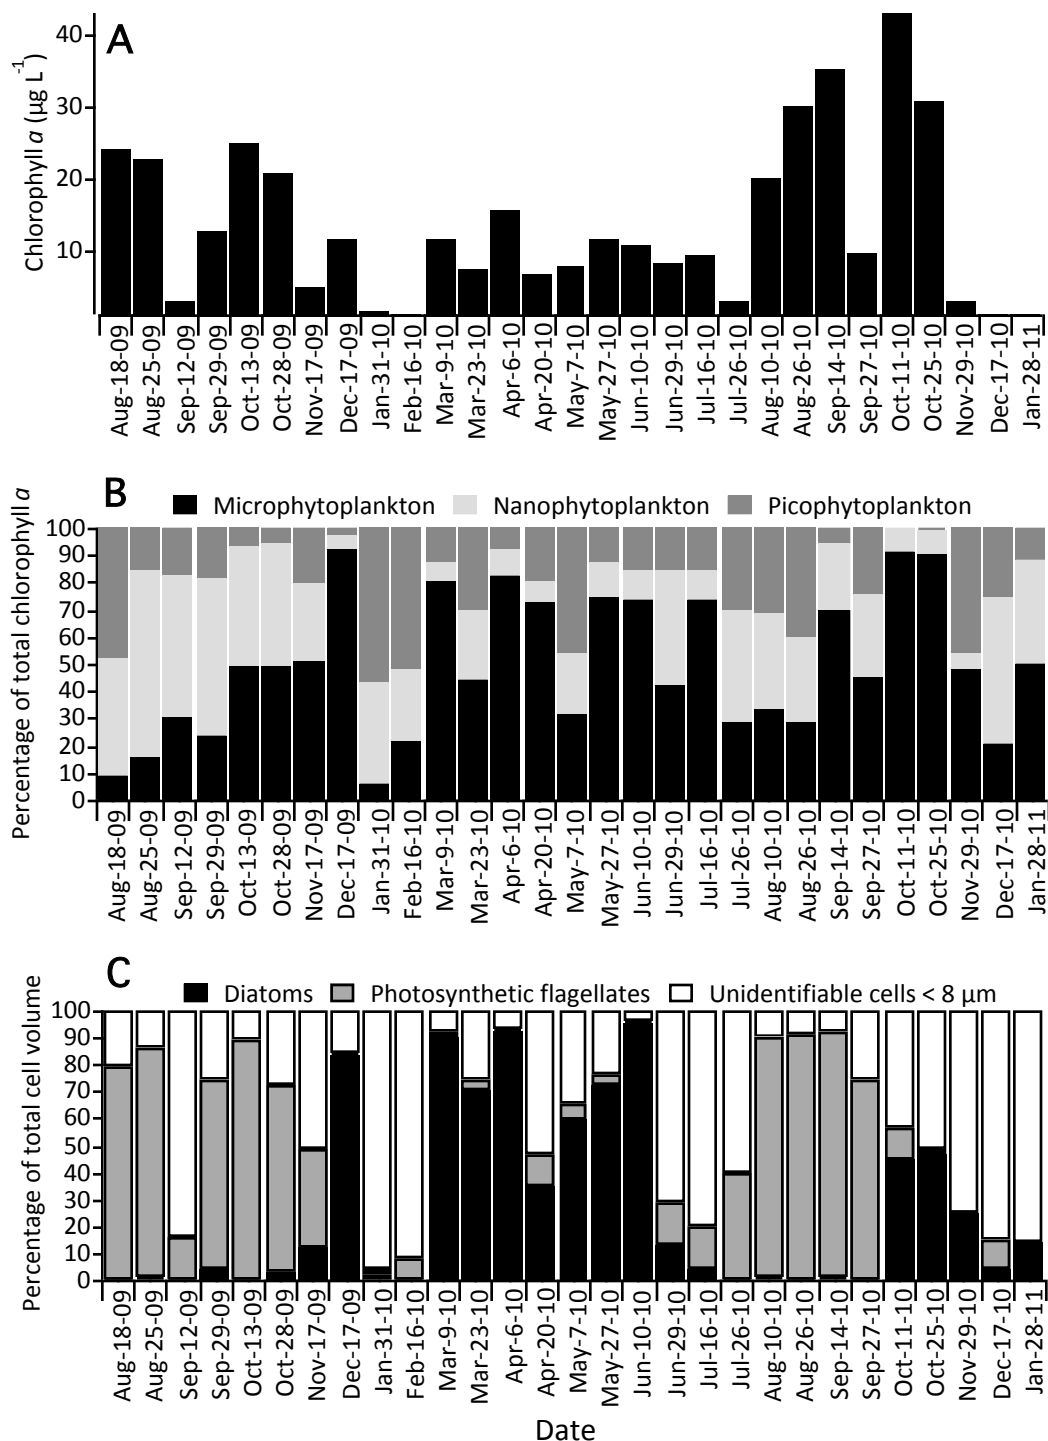 A
Chlorophyll a (µg L-1)
40
30
20
10
Aug-18-09
Aug-25-09
Sep-12-09
Sep-29-09
Oct-13-09
Oct-28-09
Nov-17-09
Dec-17-09
Jan-31-10
Feb-16-10
Mar-9-10
Mar-23-10
Apr-6-10
Apr-20-10
May-7-10
May-27-10
Jun-10-10
Jun-29-10
Jul-16-10
Jul-26-10
Aug-10-10
Aug-26-10
Sep-14-10
Sep-27-10
Oct-11-10
Oct-25-10
Nov-29-10
Dec-17-10
Jan-28-11
B
Microphytoplankton Nanophytoplankton Picophytoplankton
Percentage of total chlorophyll a
100
90
80
70
60
50
40
30
20
10
0
Aug-18-09
Aug-25-09
Sep-12-09
Sep-29-09
Oct-13-09
Oct-28-09
Nov-17-09
Dec-17-09
Jan-31-10
Feb-16-10
Mar-9-10
Mar-23-10
Apr-6-10
Apr-20-10
May-7-10
May-27-10
Jun-10-10
Jun-29-10
Jul-16-10
Jul-26-10
Aug-10-10
Aug-26-10
Sep-14-10
Sep-27-10
Oct-11-10
Oct-25-10
Nov-29-10
Dec-17-10
Jan-28-11
C
Diatoms Photosynthetic flagellates Unidentifiable cells < 8 µm
Percentage of total cell volume
100
90
80
70
60
50
40
30
20
10
0
Aug-18-09
Aug-25-09
Sep-12-09
Sep-29-09
Oct-13-09
Oct-28-09
Nov-17-09
Dec-17-09
Jan-31-10
Feb-16-10
Mar-9-10
Mar-23-10
Apr-6-10
Apr-20-10
May-7-10
May-27-10
Jun-10-10
Jun-29-10
Jul-16-10
Jul-26-10
Aug-10-10
Aug-26-10
Sep-14-10
Sep-27-10
Oct-11-10
Oct-25-10
Nov-29-10
Dec-17-10
Jan-28-11
Date